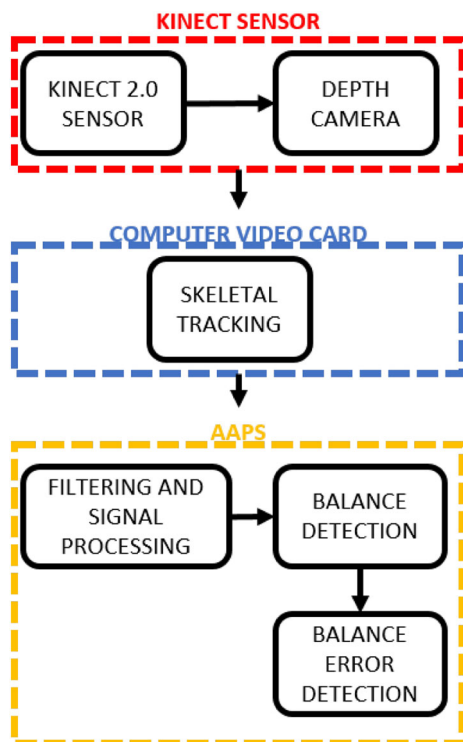 KINECT SENSOR
KINECT 2.0
SENSOR
DEPTH
CAMERA
COMPUTER VIDEO CARD
SKELETAL
TRACKING
AAPS
FILTERING AND
SIGNAL
PROCESSING
BALANCE
DETECTION
BALANCE
ERROR
DETECTION